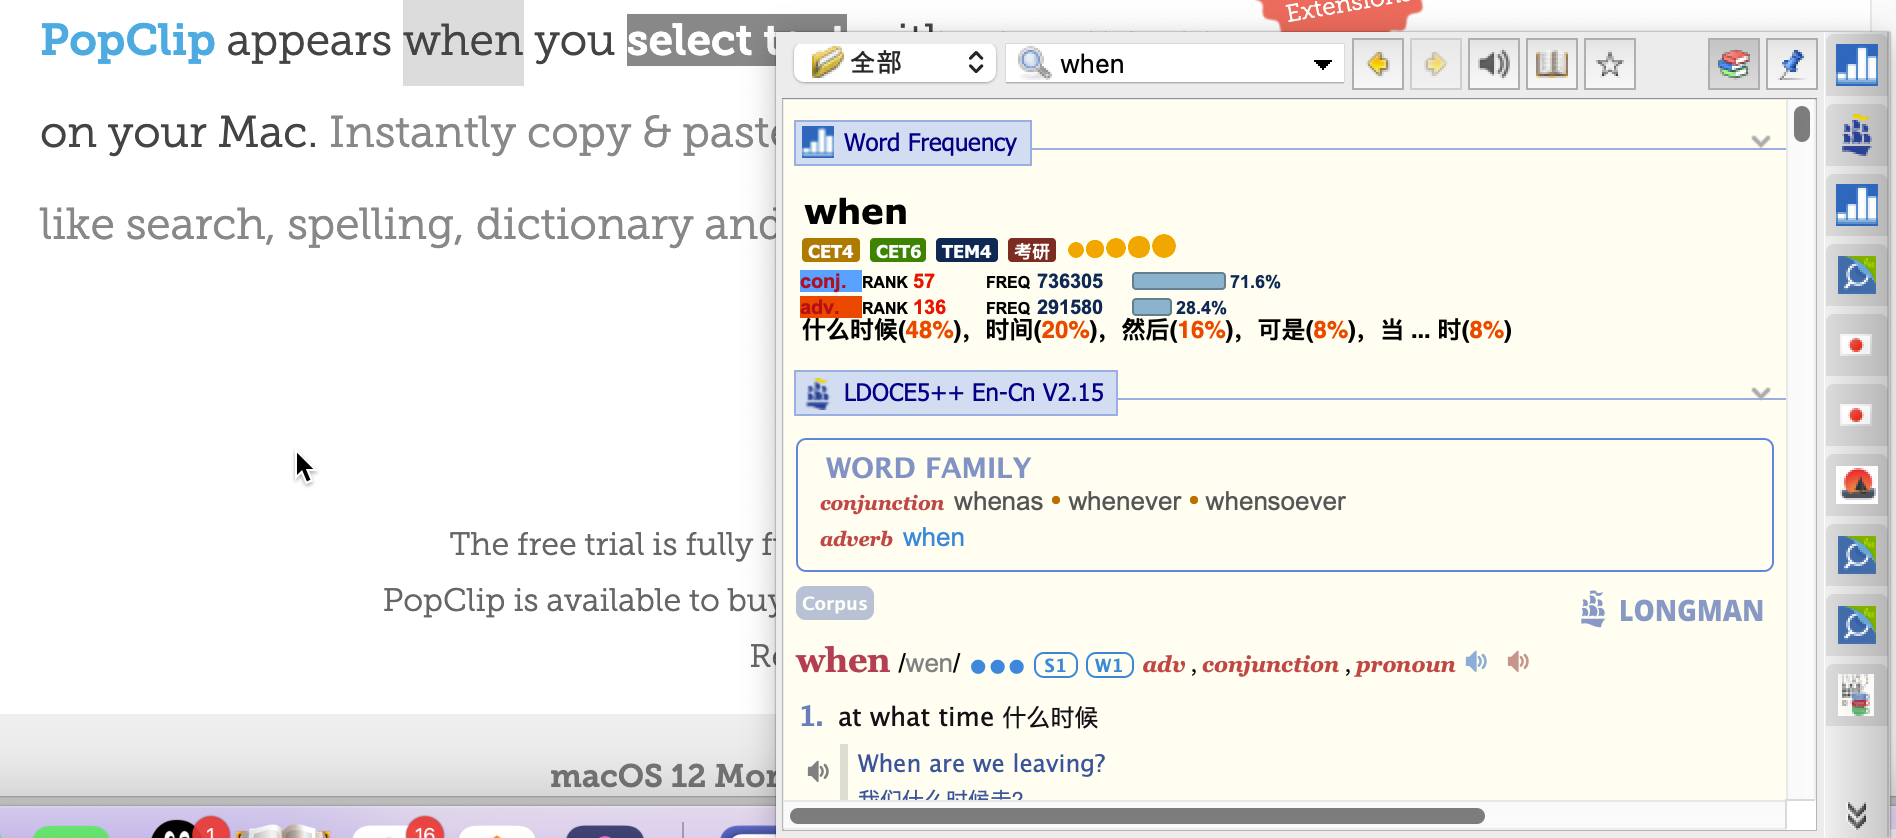 PopClip appears when you select text with
Extensions
on your Mac. Instantly copy & paste
like search, spelling, dictionary and
The free trial is fully
PopClip is available to buy
macOS 12
1
16
全部
when
Word Frequency
when
CET4 CET6 TEM4 考研
conj. RANK 57 FREQ 736305 71.6%
adv. RANK 136 FREQ 291580 28.4%
什么时候(48%)，时间(20%)，然后(16%)，可是(8%)，当 ... 时(8%)
LDOCE5++ En-Cn V2.15
WORD FAMILY
conjunction whenas • whenever • whensoever
adverb when
Corpus
LONGMAN
when /wen/ ●●● S1 W1 adv , conjunction , pronoun
1. at what time 什么时候
When are we leaving?
我们什么时候走?